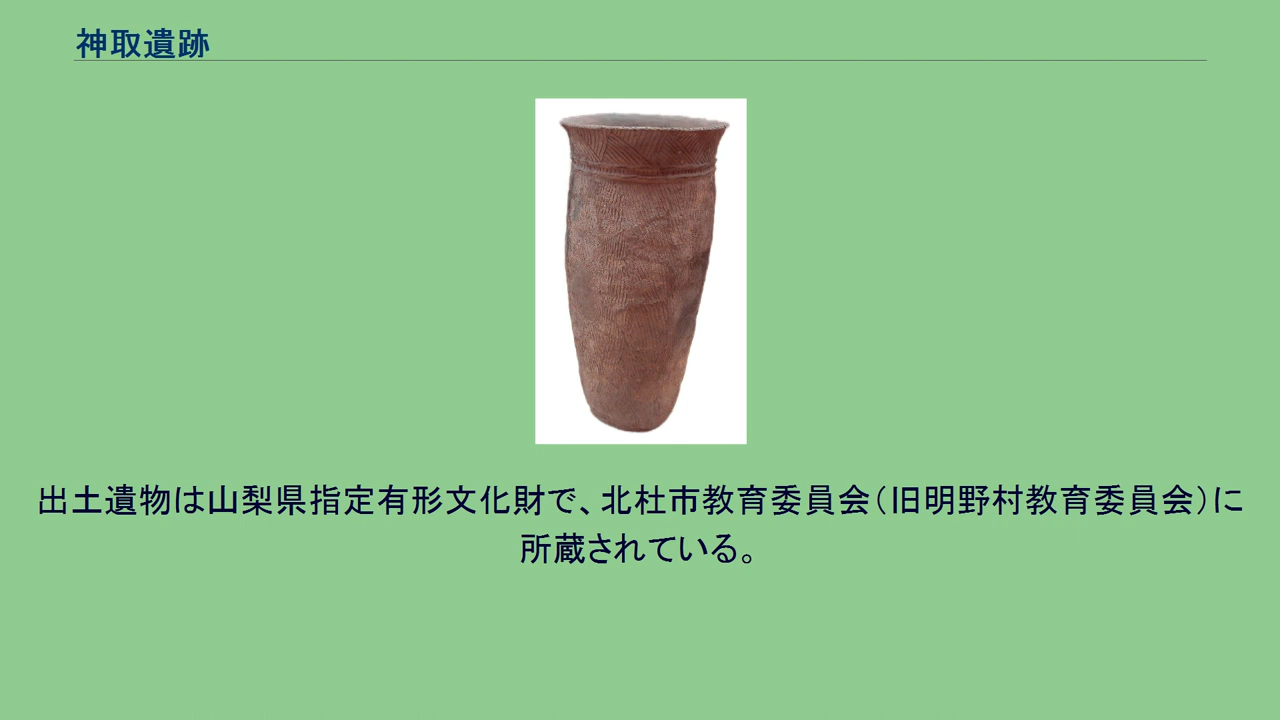 神取遺跡
出土遺物は山梨県指定有形文化財で、北杜市教育委員会（旧明野村教育委員会）に
所蔵されている。